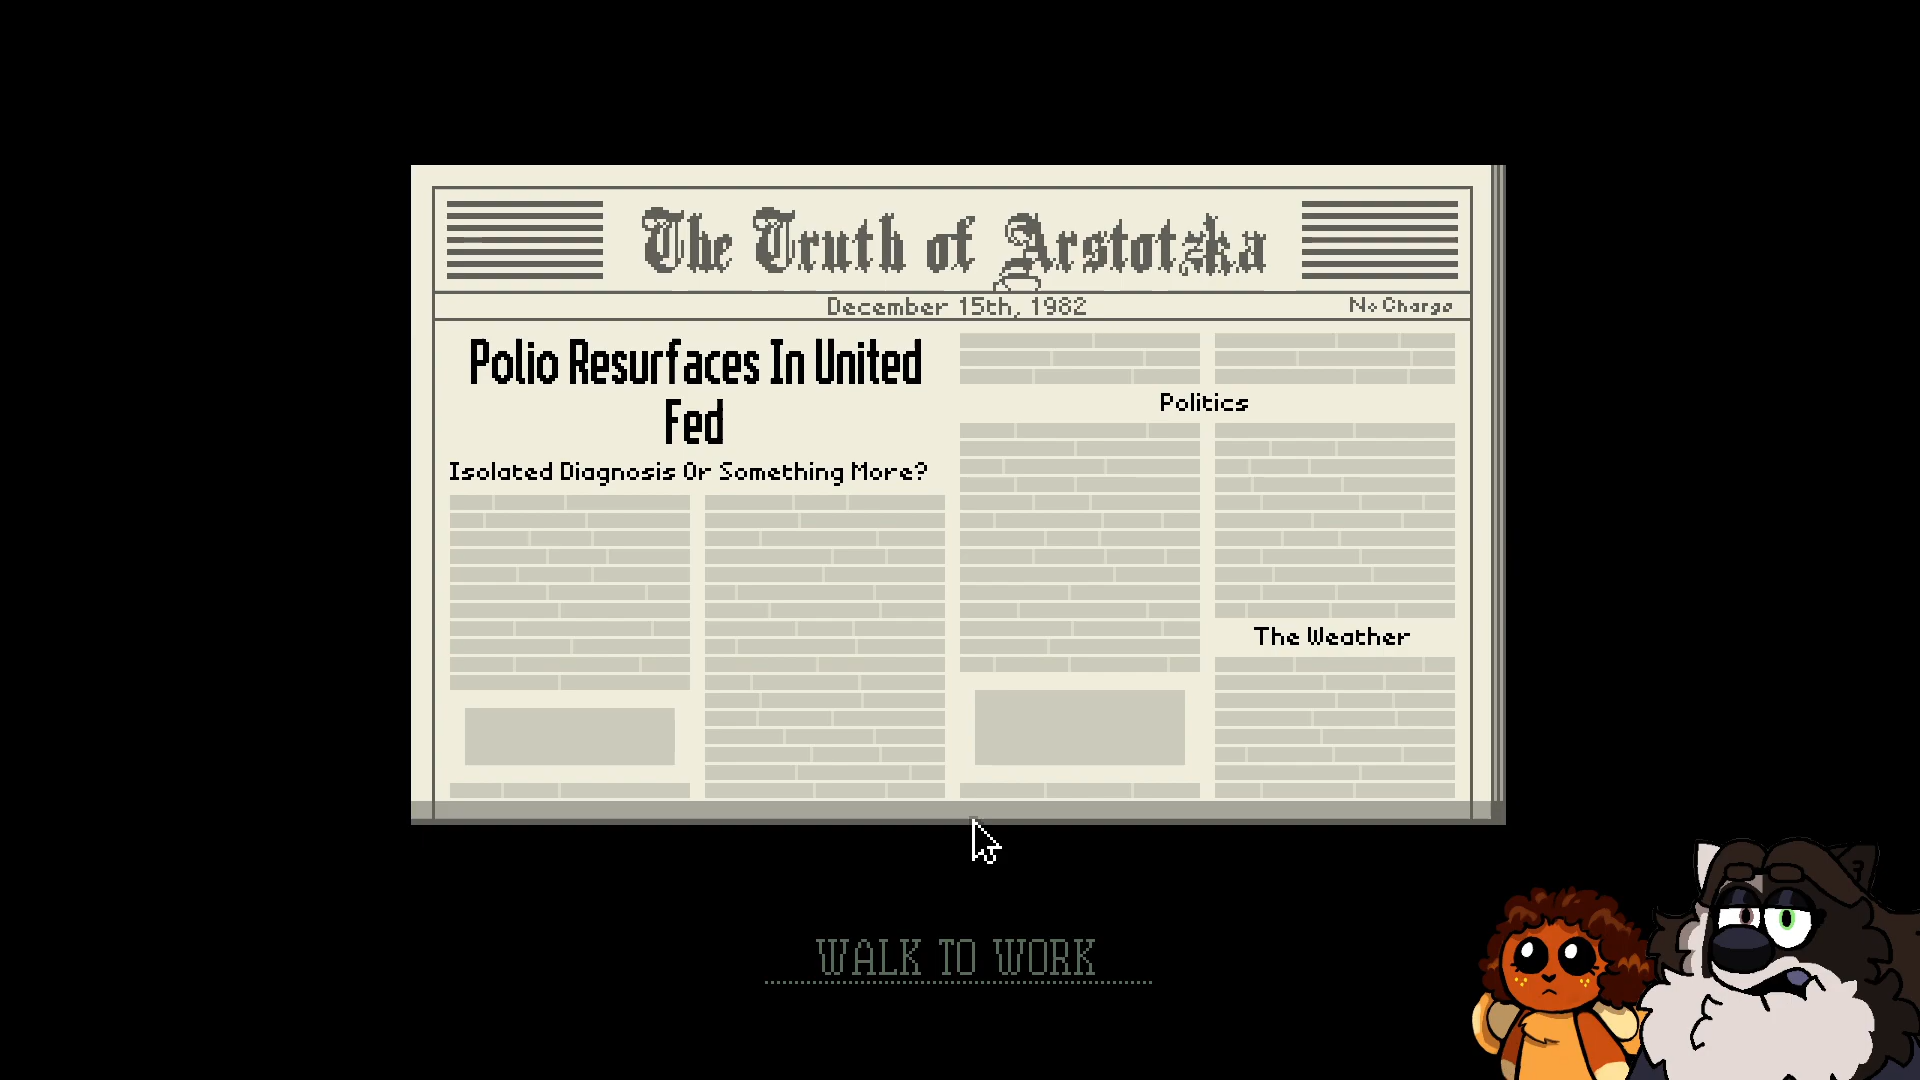 The Truth of Arstotzka
December 15th, 1982
No Charge
Polio Resurfaces In United
Fed
Isolated Diagnosis Or Something More?
Politics
The Weather
WALK TO WORK